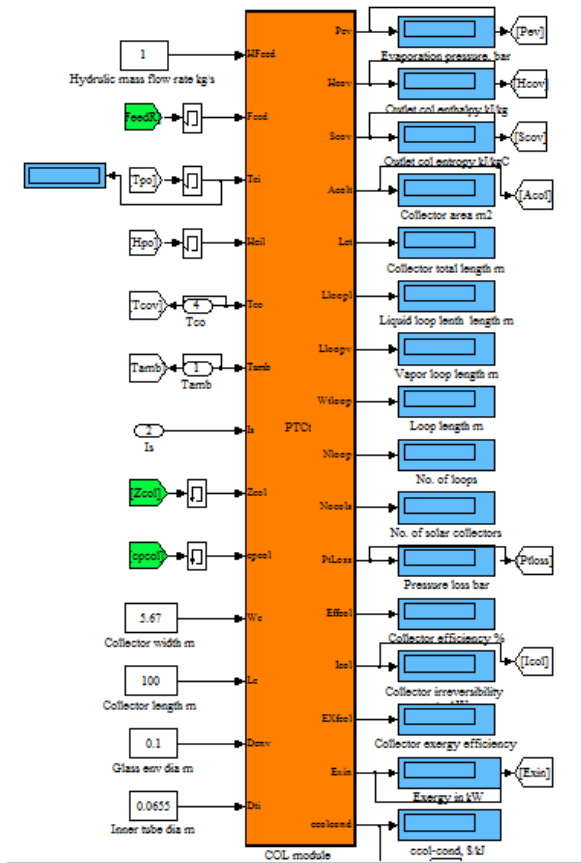 1
MFeed
Hydrulic mass flow rate kg/s
FeedR
Feed
[Tpo]
Tci
[Hpo]
Hcil
[Tcov]
4
Tco
Tco
Tamb
1
Tamb
Tamb
2
Is
Is
[Zcol]
Zcol
[cpcol]
cpcol
5.67
Wc
Collector width m
100
Lc
Collector length m
0.1
Denv
Glass env dia m
0.0655
Dti
Inner tube dia m
PTCt
COL module
Pev
[Pev]
Evaporation pressure, bar
Hcov
[Hcov]
Outlet col enthalpy kJ/kg
Scov
[Scov]
Outlet col entropy kJ/kgC
Acolt
[Acol]
Collector area m2
Lct
Collector total length m
Lloopl
Liquid loop lenth length m
Lloopv
Vapor loop length m
Wtloop
Loop length m
Nloop
No. of loops
Nocols
No. of solar collectors
PtLoss
[Ptloss]
Pressure loss bar
Effcol
Collector efficiency %
Icol
[Icol]
Collector irreversibility
EXfcol
Collector exergy efficiency
Exin
[Exin]
Exergy in kW
ccolcond
ccol-cond, $/kJ